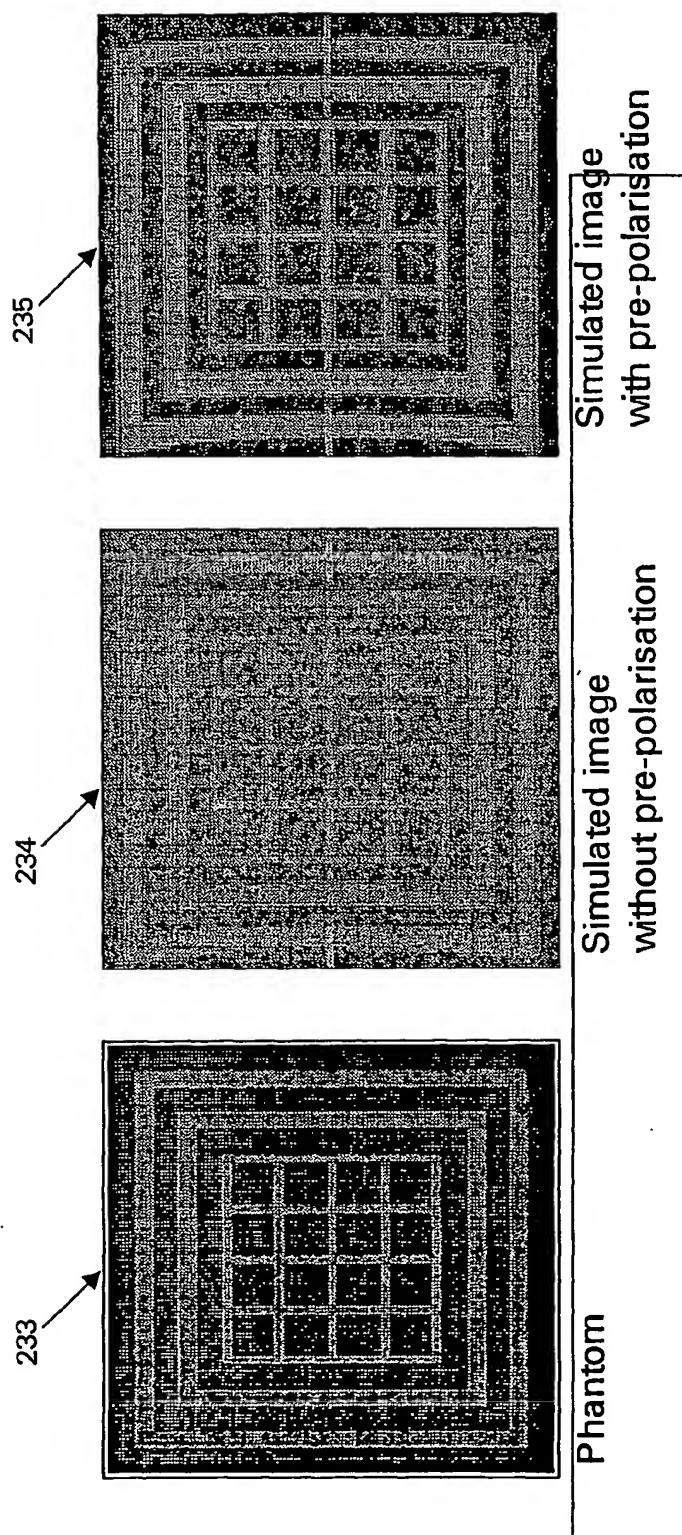 233
Phantom
234
Simulated image
without pre-polarisation
235
Simulated image
with pre-polarisation